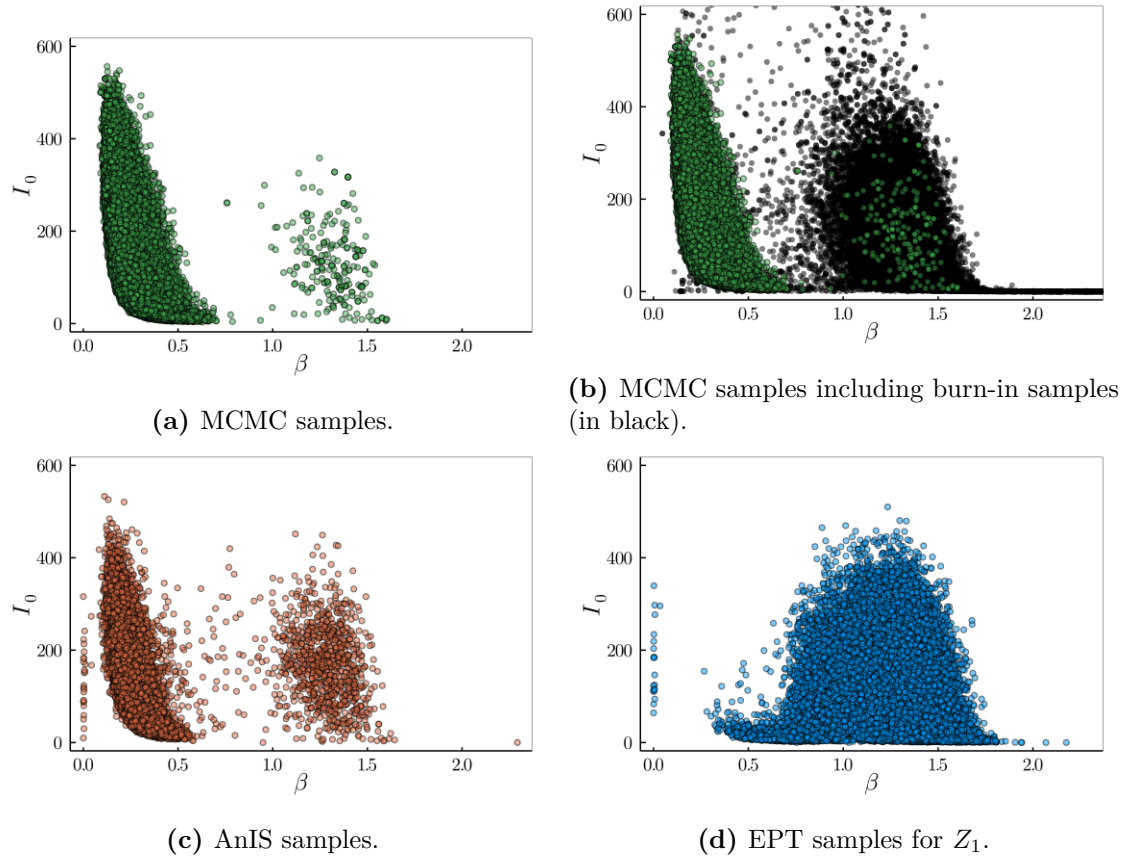 600
400
I₀
200
0
0.0 0.5 1.0 1.5 2.0
β
(a) MCMC samples.
600
400
I₀
200
0
0.0 0.5 1.0 1.5 2.0
β
(b) MCMC samples including burn-in samples
(in black).
600
400
I₀
200
0
0.0 0.5 1.0 1.5 2.0
β
(c) AnIS samples.
600
400
I₀
200
0
0.0 0.5 1.0 1.5 2.0
β
(d) EPT samples for Z₁.